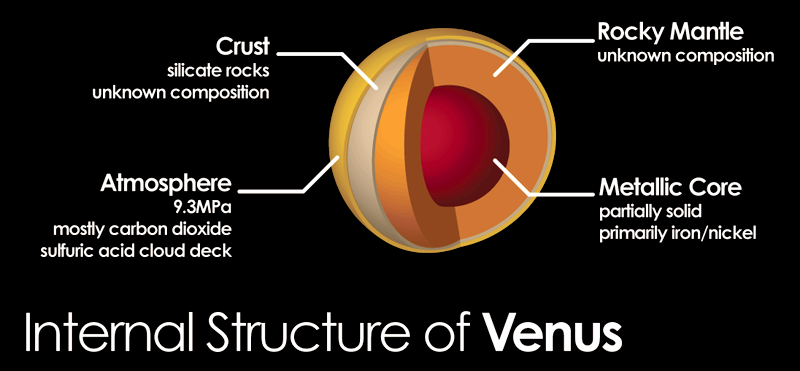 Crust
silicate rocks
unknown composition
Rocky Mantle
unknown composition
Atmosphere
9.3MPa
mostly carbon dioxide
sulfuric acid cloud deck
Metallic Core
partially solid
primarily iron/nickel
Internal Structure of Venus